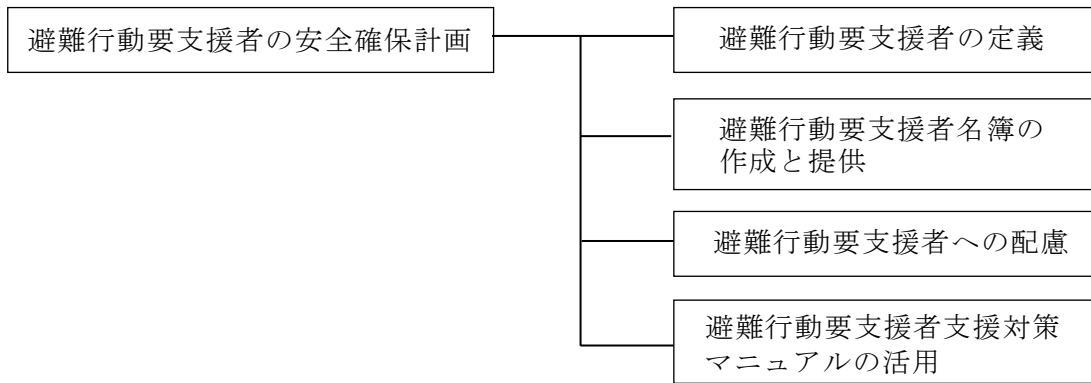 避難行動要支援者の安全確保計画
避難行動要支援者の定義
避難行動要支援者名簿の
作成と提供
避難行動要支援者への配慮
避難行動要支援者支援対策
マニュアルの活用